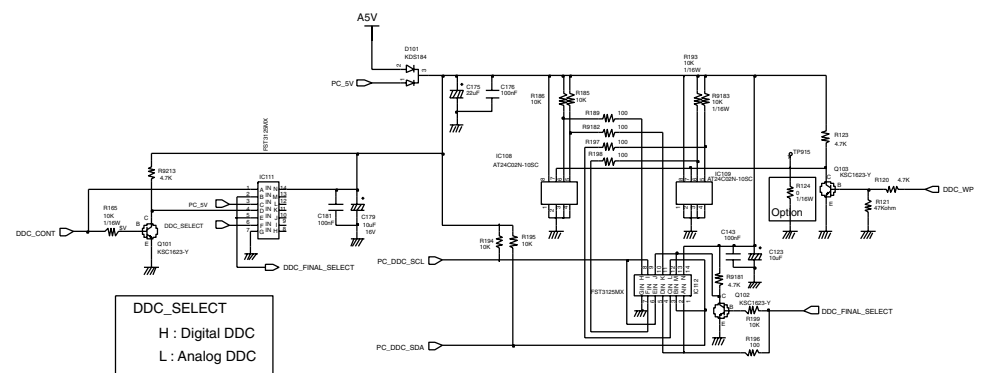 A5V
D101
KDS184
2
3
PC_5V
1
C175
22uF
C176
100nF
R186
10K
R185
10K
R193
10K
1/16W
R9183
10K
1/16W
R189
100
R9182
100
R197
100
R198
100
R123
4.7K
TP915
FST3125MX
IC111
R9213
4.7K
IC108
AT24C02N-10SC
IC109
AT24C02N-10SC
Q103
KSC1623-Y
R120
4.7K
DDC_WP
R121
47Kohm
R124
0
1/16W
Option
PC_5V
DDC_SELECT
R165
10K
1/16W
5V
DDC_CONT
Q101
KSC1623-Y
C181
100nF
C179
10uF
16V
DDC_FINAL_SELECT
R194
10K
R195
10K
PC_DDC_SCL
C143
100nF
C123
10uF
R9181
4.7K
FST3125MX
IC112
Q102
KSC1623-Y
R199
10K
DDC_FINAL_SELECT
R196
100
PC_DDC_SDA
DDC_SELECT
H : Digital DDC
L : Analog DDC